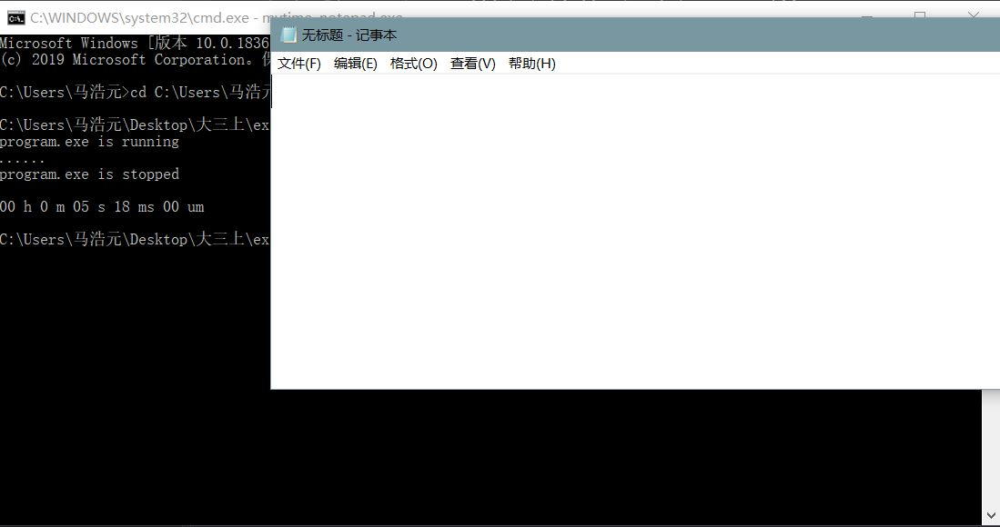 C:\WINDOWS\system32\cmd.exe - mytime notepad.exe
无标题 - 记事本
文件(F) 编辑(E) 格式(O) 查看(V) 帮助(H)
Microsoft Windows [版本 10.0.1836
(c) 2019 Microsoft Corporation。
C:\Users\马浩元>cd C:\Users\马浩元
C:\Users\马浩元\Desktop\大三上\ex
program.exe is running
......
program.exe is stopped
00 h 0 m 05 s 18 ms 00 um
C:\Users\马浩元\Desktop\大三上\ex